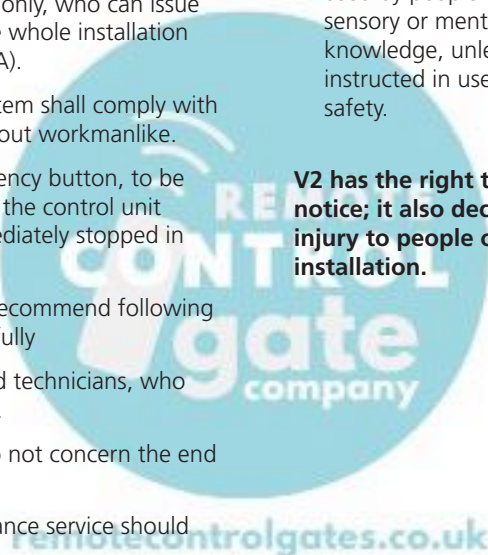 only, who can issue
whole installation
A).
tem shall comply with
out workmanlike.
ency button, to be
the control unit
ediately stopped in
ecommend following
fully
d technicians, who
o not concern the end
ance service should
sensory or ment
knowledge, unle
instructed in use
safety.
V2 has the right t
notice; it also dec
injury to people o
installation.
REMOTE
CONTROL
gate
company
remotecontrolgates.co.uk